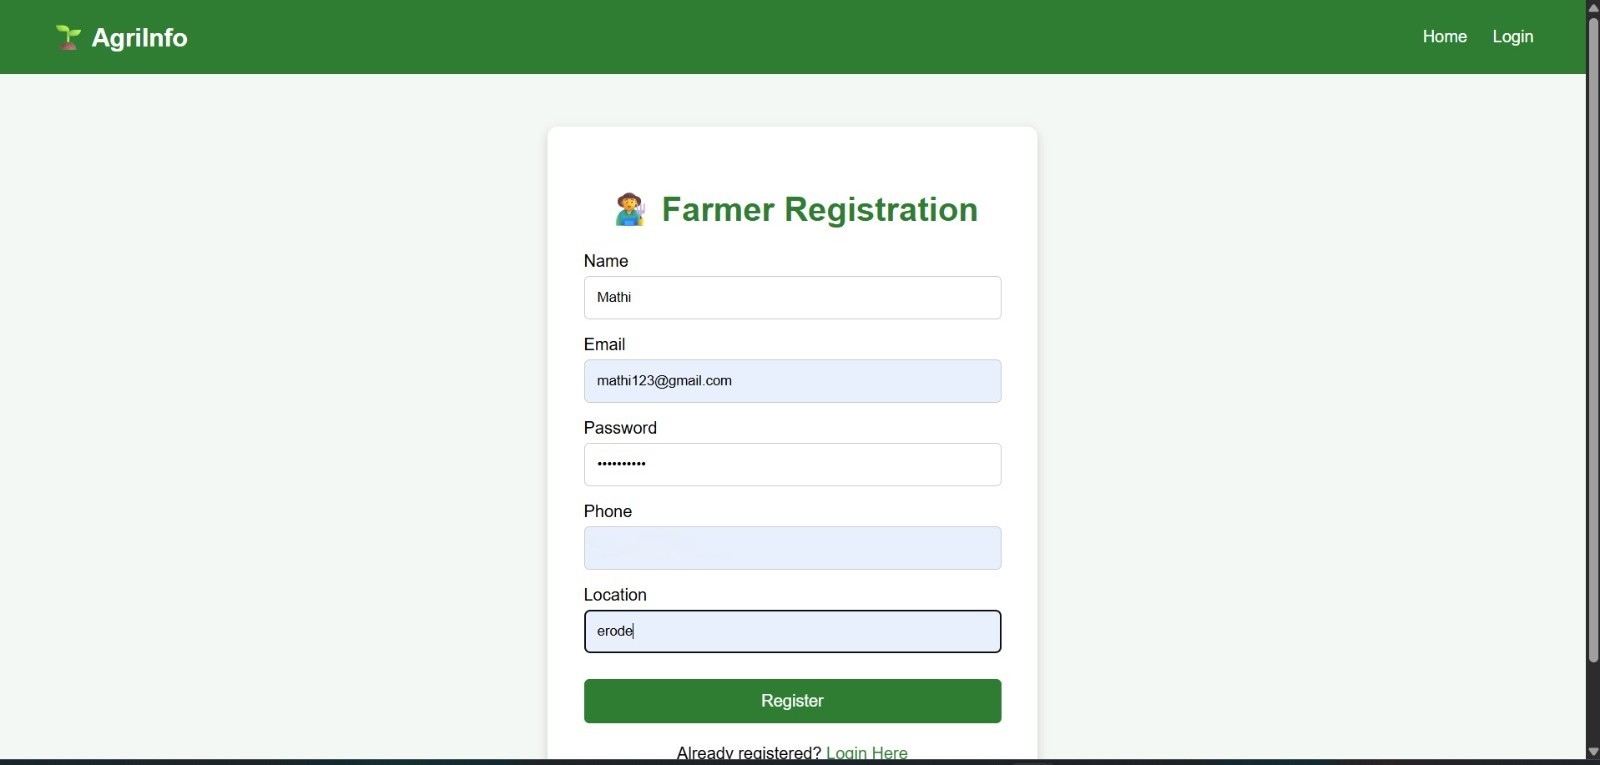 AgriInfo
Home Login
Farmer Registration
Name
Mathi
Email
mathi123@gmail.com
Password
••••••••••
Phone
Location
erode
Register
Already registered? Login Here